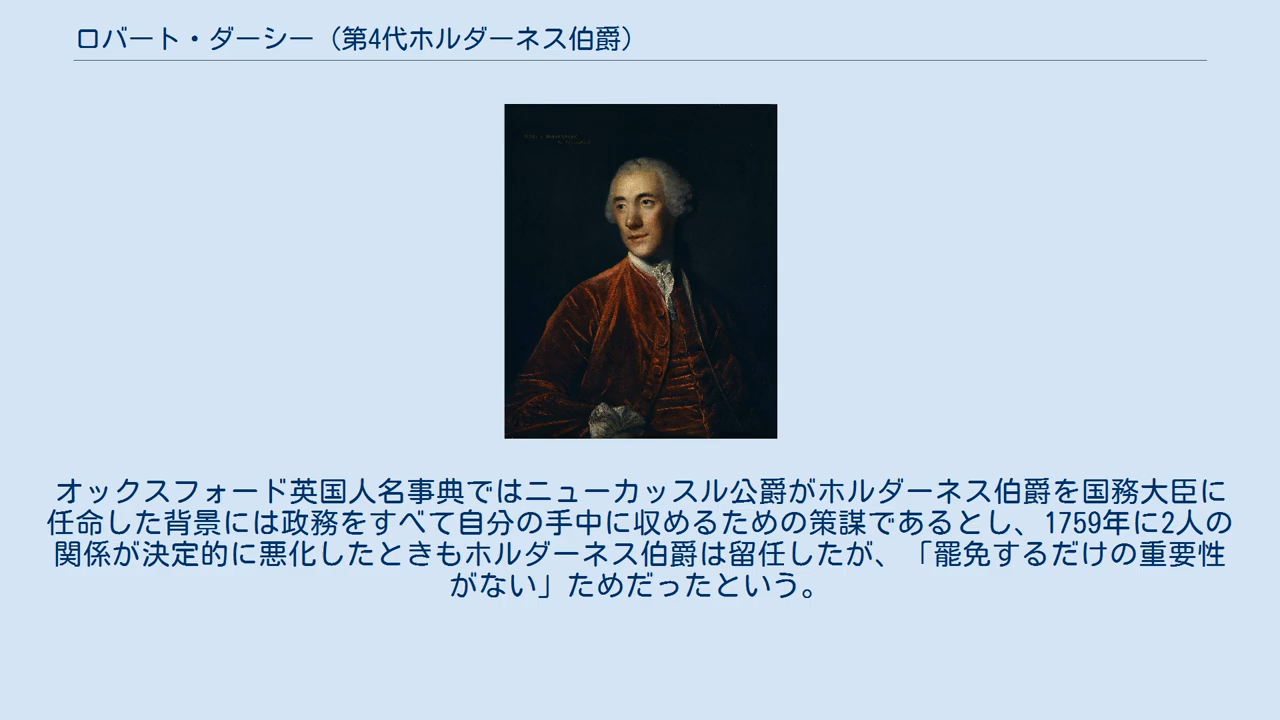 ロバート・ダーシー（第4代ホルダーネス伯爵）
オックスフォード英国人名事典ではニューカッスル公爵がホルダーネス伯爵を国務大臣に
任命した背景には政務をすべて自分の手中に収めるための策謀であるとし、1759年に2人の
関係が決定的に悪化したときもホルダーネス伯爵は留任したが、「罷免するだけの重要性
がない」ためだったという。